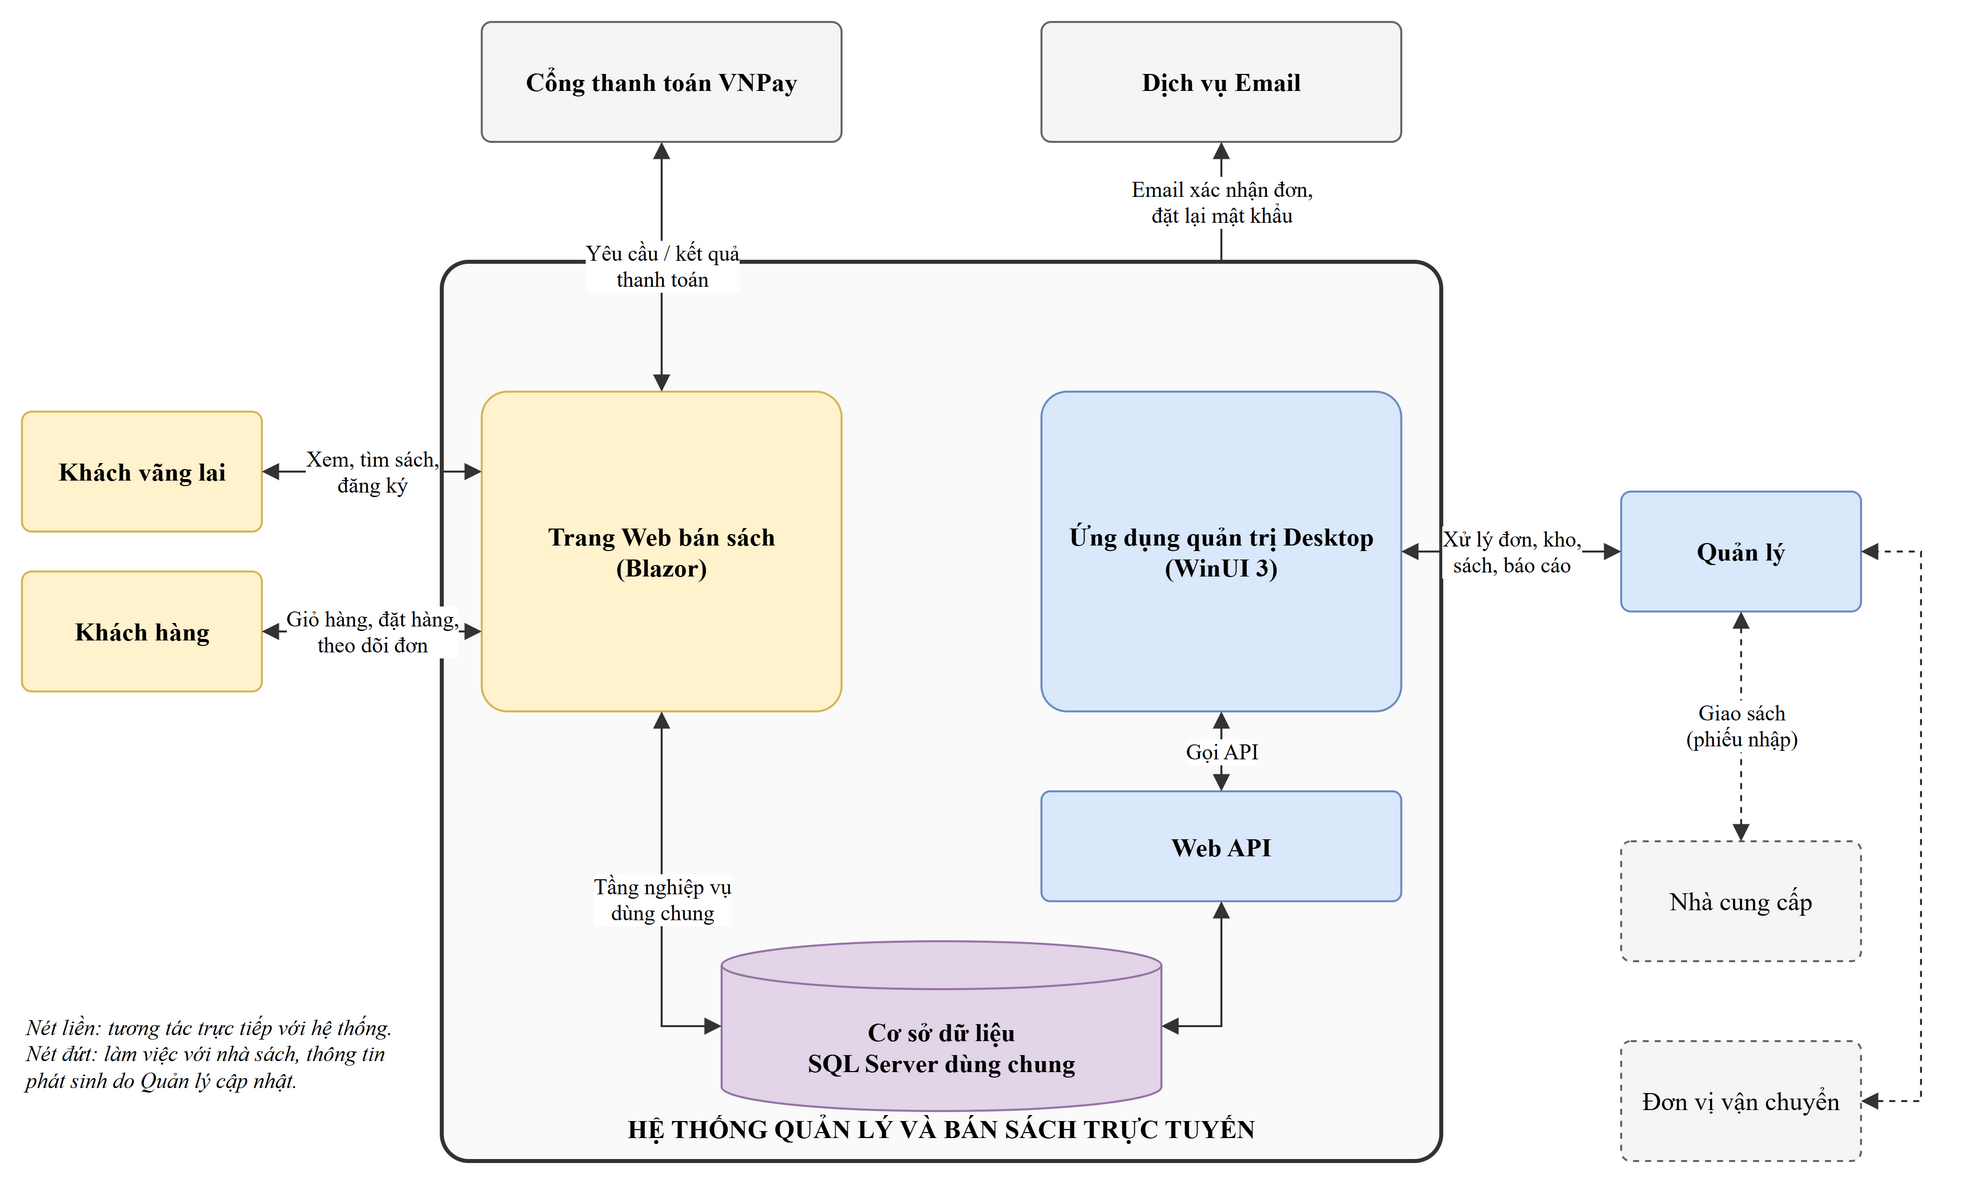 Cổng thanh toán VNPay
Dịch vụ Email
Email xác nhận đơn,
đặt lại mật khẩu
Yêu cầu / kết quả
thanh toán
Khách vãng lai
Xem, tìm sách,
đăng ký
Trang Web bán sách
(Blazor)
Ứng dụng quản trị Desktop
(WinUI 3)
Xử lý đơn, kho,
sách, báo cáo
Quản lý
Khách hàng
Giỏ hàng, đặt hàng,
theo dõi đơn
Giao sách
(phiếu nhập)
Gọi API
Web API
Tầng nghiệp vụ
dùng chung
Nhà cung cấp
Cơ sở dữ liệu
SQL Server dùng chung
Nét liền: tương tác trực tiếp với hệ thống.
Nét đứt: làm việc với nhà sách, thông tin
phát sinh do Quản lý cập nhật.
Đơn vị vận chuyển
HỆ THỐNG QUẢN LÝ VÀ BÁN SÁCH TRỰC TUYẾN